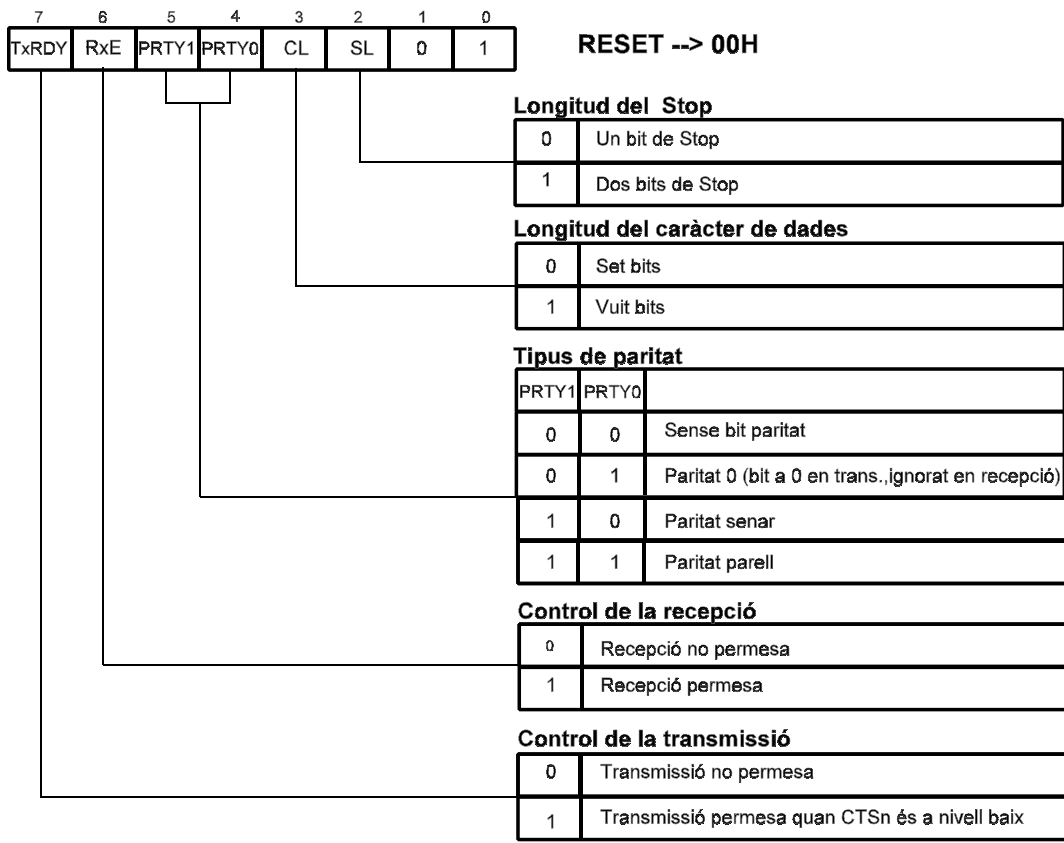 7 6 5 4 3 2 1 0
TxRDY RxE PRTY1 PRTY0 CL SL 0 1
RESET --> 00H
Longitud del Stop
0 Un bit de Stop
1 Dos bits de Stop
Longitud del caràcter de dades
0 Set bits
1 Vuit bits
Tipus de paritat
PRTY1 PRTY0
0 0 Sense bit paritat
0 1 Paritat 0 (bit a 0 en trans.,ignorat en recepció)
1 0 Paritat senar
1 1 Paritat parell
Control de la recepció
0 Recepció no permesa
1 Recepció permesa
Control de la transmissió
0 Transmissió no permesa
1 Transmissió permesa quan CTSn és a nivell baix